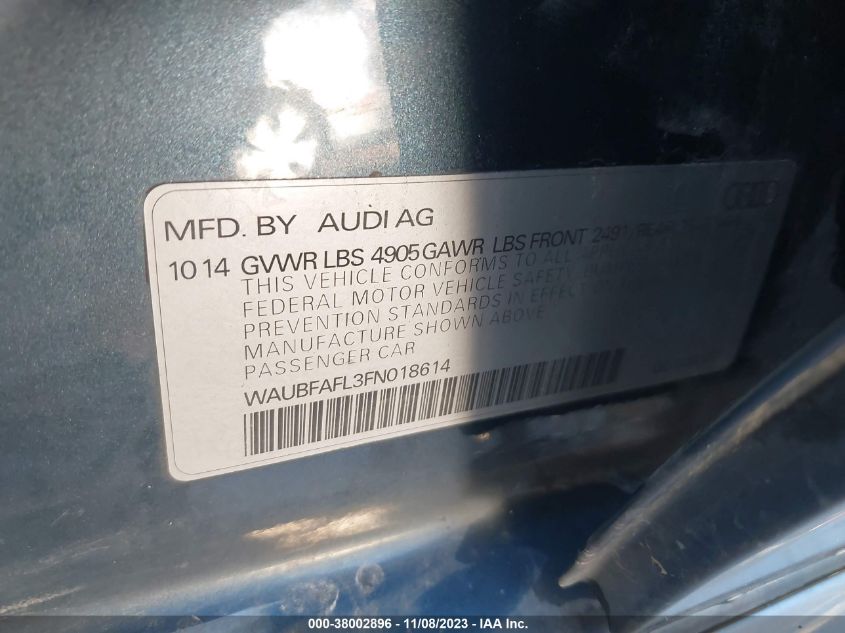 MFD. BY AUDI AG
10 14 GVWR LBS 4905 GAWR LBS FRONT 2491
THIS VEHICLE CONFORMS TO ALL
FEDERAL MOTOR VEHICLE SAFETY,
PREVENTION STANDARDS IN EFFECT
MANUFACTURE SHOWN ABOVE
PASSENGER CAR
WAUBFAFL3FN018614
000-38002896 - 11/08/2023 - IAA Inc.